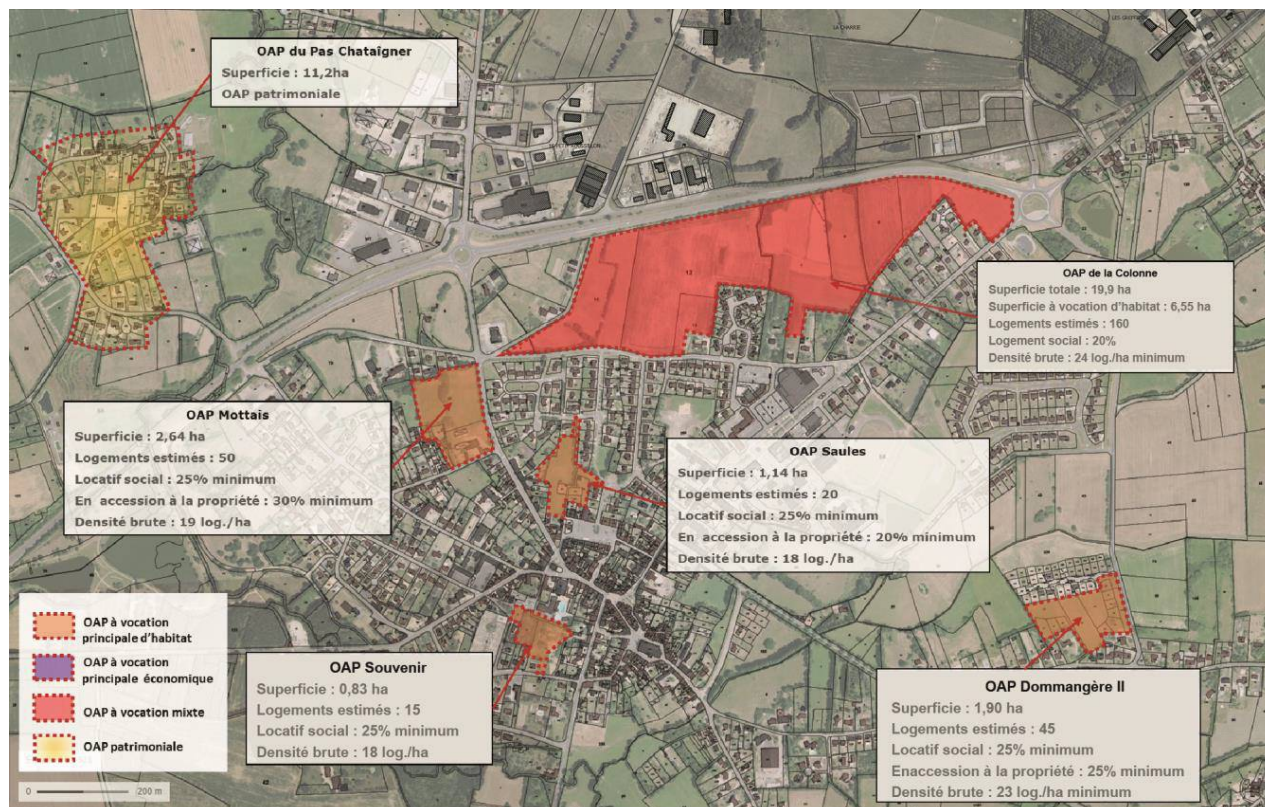 OAP du Pas Chataîgner
Superficie : 11,2ha
OAP patrimoniale
LA CHARRIE
OAP de la Colonne
Superficie totale : 19,9 ha
Superficie à vocation d'habitat : 6,55 ha
Logements estimés : 160
Logement social : 20%
Densité brute : 24 log./ha minimum
OAP Mottais
Superficie : 2,64 ha
Logements estimés : 50
Locatif social : 25% minimum
En accession à la propriété : 30% minimum
Densité brute : 19 log./ha
OAP Saules
Superficie : 1,14 ha
Logements estimés : 20
Locatif social : 25% minimum
En accession à la propriété : 20% minimum
Densité brute : 18 log./ha
OAP à vocation
principale d'habitat
OAP à vocation
principale économique
OAP à vocation mixte
OAP patrimoniale
0 200 m
OAP Souvenir
Superficie : 0,83 ha
Logements estimés : 15
Locatif social : 25% minimum
Densité brute : 18 log./ha
OAP Dommangère II
Superficie : 1,90 ha
Logements estimés : 45
Locatif social : 25% minimum
Enaccession à la propriété : 25% minimum
Densité brute : 23 log./ha minimum